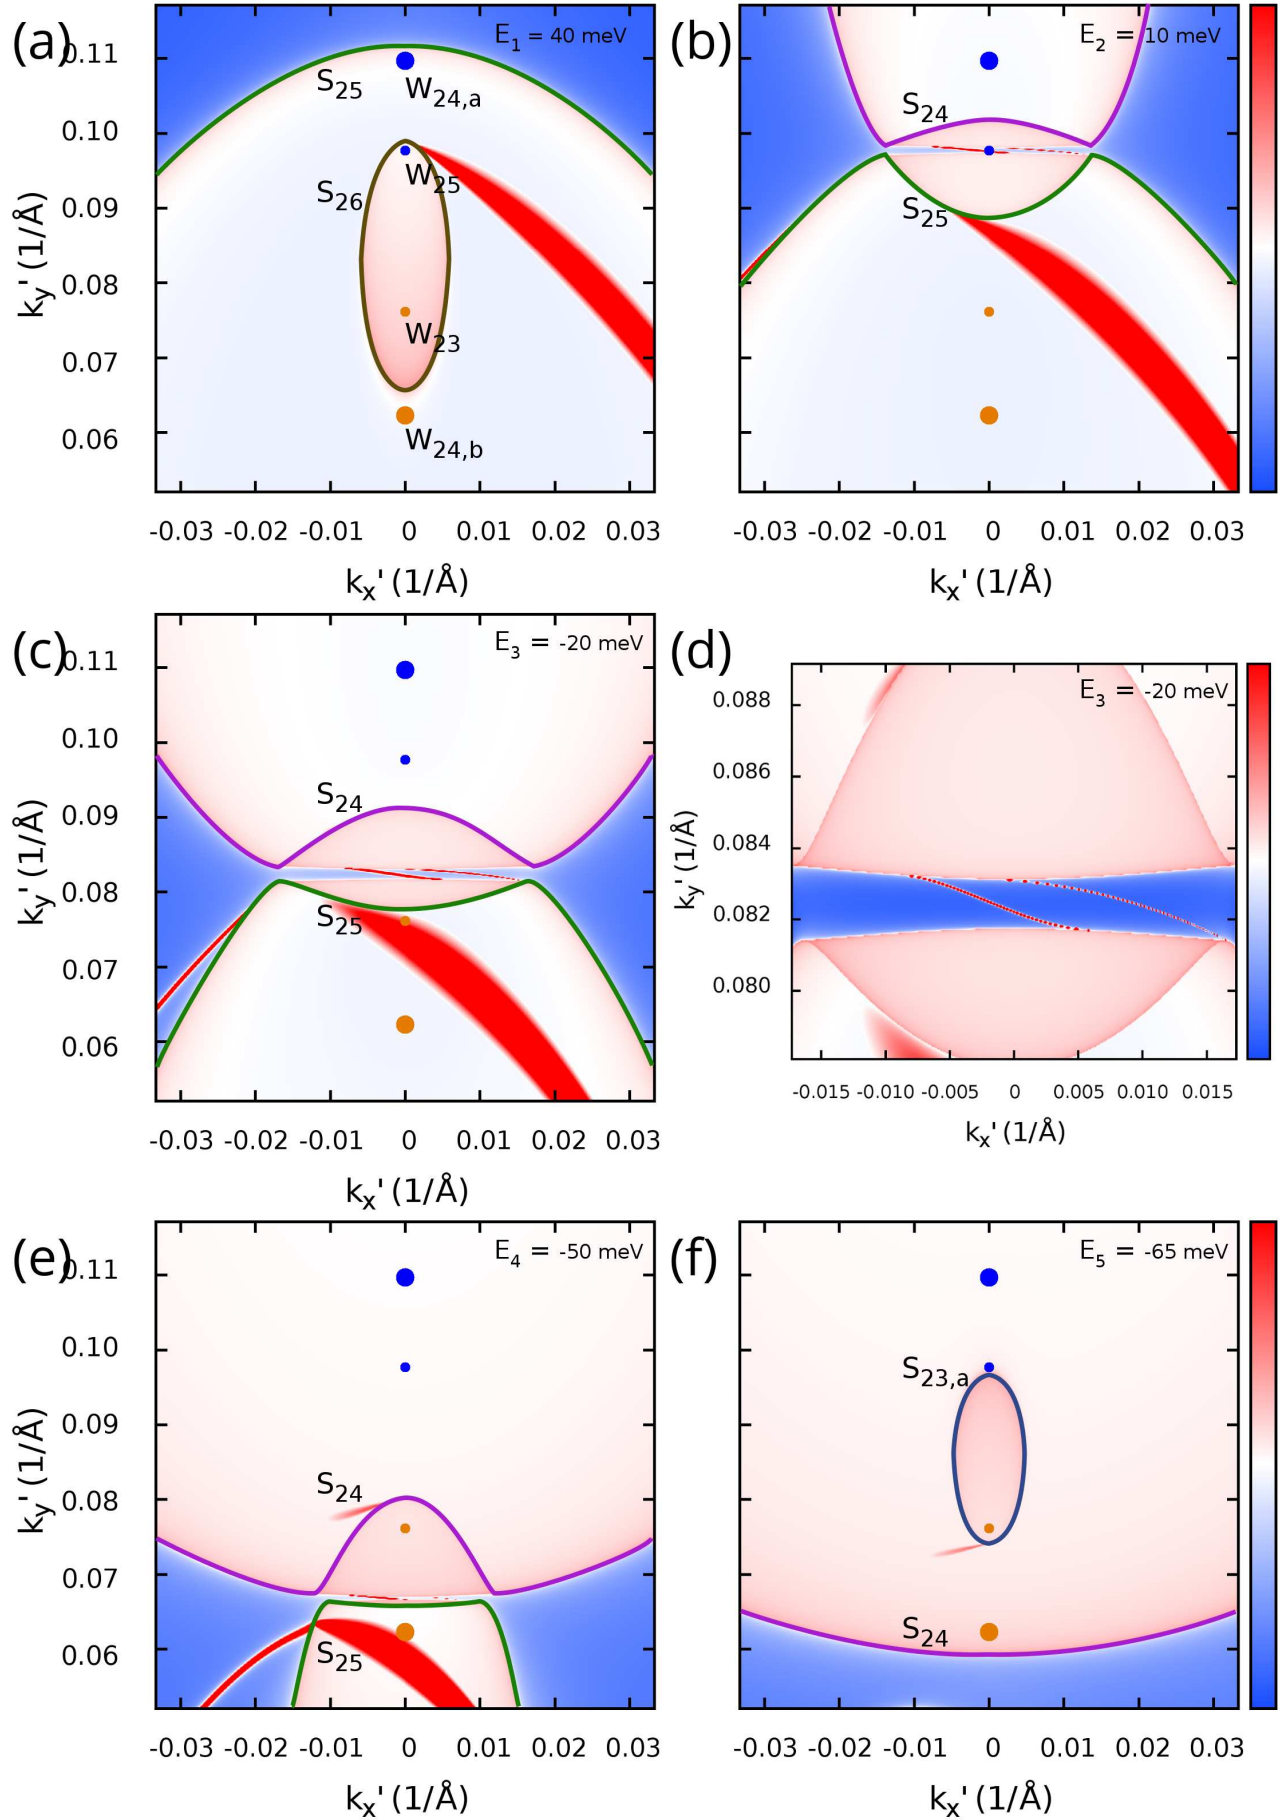 (a)
E1 = 40 meV
S25
W24,a
W25
S26
W23
W24,b
0.11
0.10
0.09
0.08
0.07
0.06
ky' (1/Å)
-0.03 -0.02 -0.01 0 0.01 0.02 0.03
kx' (1/Å)
(b)
E2 = 10 meV
S24
S25
-0.03 -0.02 -0.01 0 0.01 0.02 0.03
kx' (1/Å)
(c)
E3 = -20 meV
S24
S25
0.11
0.10
0.09
0.08
0.07
0.06
ky' (1/Å)
-0.03 -0.02 -0.01 0 0.01 0.02 0.03
kx' (1/Å)
(d)
E3 = -20 meV
0.088
0.086
0.084
0.082
0.080
ky' (1/Å)
-0.015 -0.010 -0.005 0 0.005 0.010 0.015
kx' (1/Å)
(e)
E4 = -50 meV
S24
S25
0.11
0.10
0.09
0.08
0.07
0.06
ky' (1/Å)
-0.03 -0.02 -0.01 0 0.01 0.02 0.03
kx' (1/Å)
(f)
E5 = -65 meV
S23,a
S24
-0.03 -0.02 -0.01 0 0.01 0.02 0.03
kx' (1/Å)